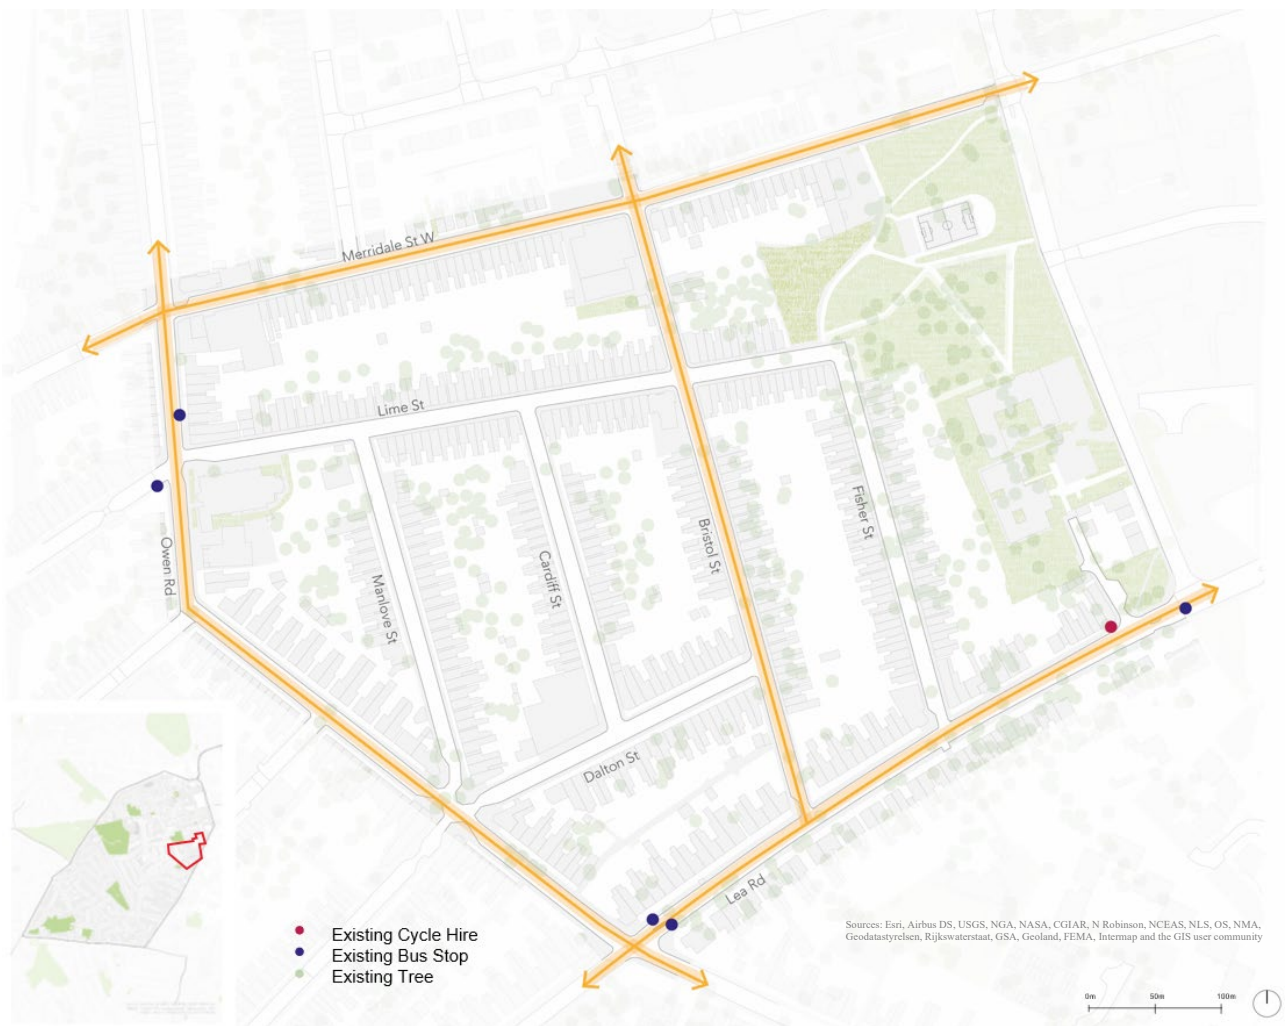 Merridale St W
Lime St
Owen Rd
Manlove St
Cardiff St
Bristol St
Fisher St
Dalton St
Lea Rd
Existing Cycle Hire
Existing Bus Stop
Existing Tree
Sources: Esri, Airbus DS, USGS, NGA, NASA, CGIAR, N Robinson, NCEAS, NLS, OS, NMA,
Geodatastyrelsen, Rijkswaterstaat, GSA, Geoland, FEMA, Intermap and the GIS user community
0m 50m 100m